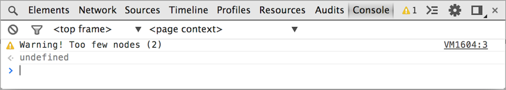 Elements Network Sources Timeline Profiles Resources Audits Console 1
<top frame> <page context>
Warning! Too few nodes (2) VM1604:3
undefined